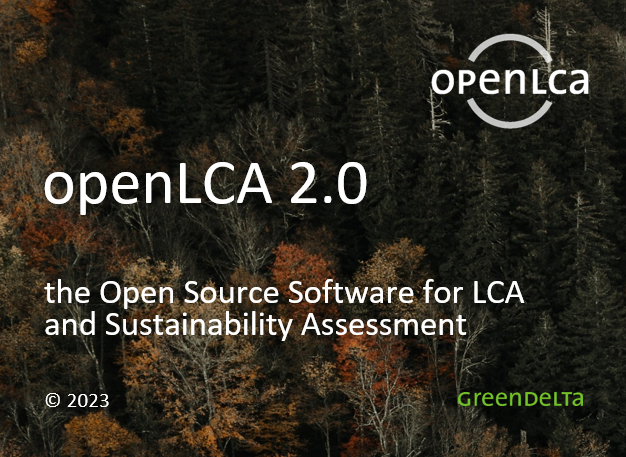 openLCA
openLCA 2.0
the Open Source Software for LCA
and Sustainability Assessment
© 2023
GreenDeLTa